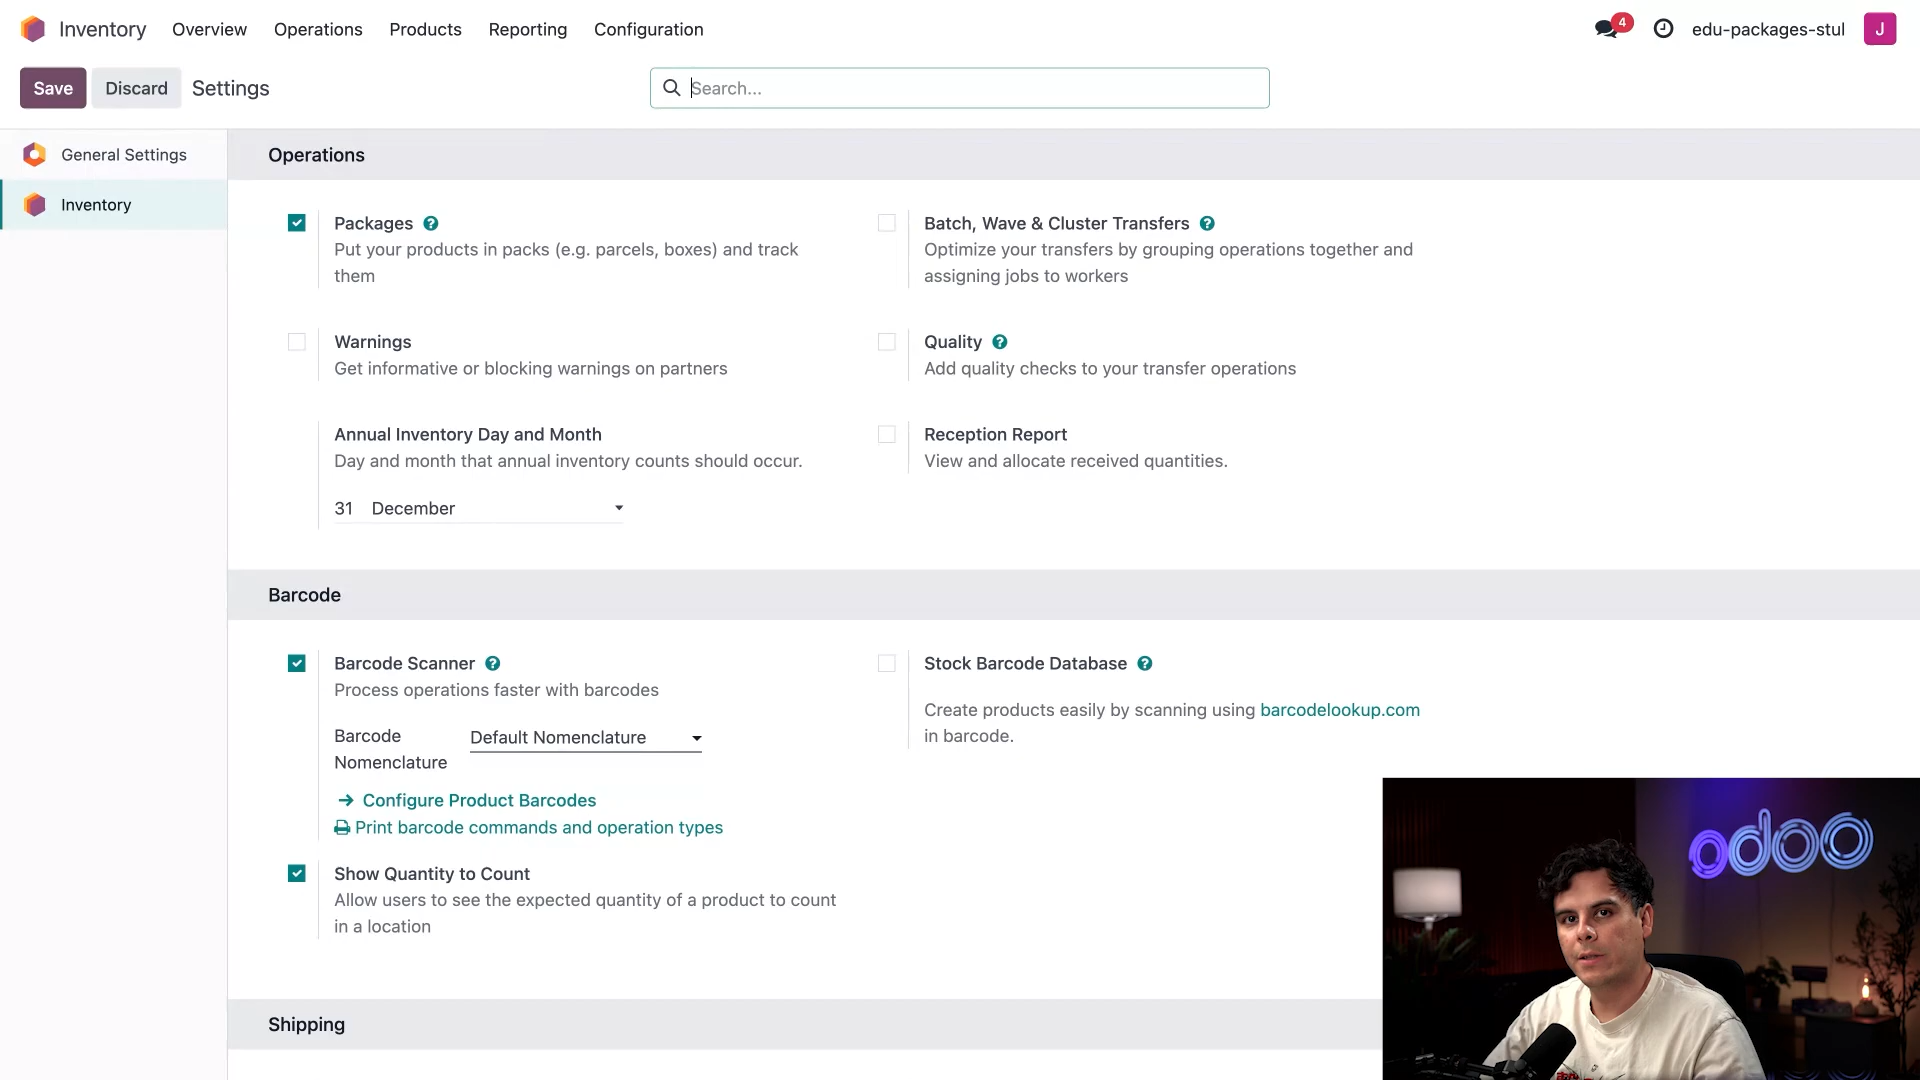 Inventory Overview Operations Products Reporting Configuration 4 edu-packages-stul J
Save Discard Settings Search...
General Settings
Inventory
Operations
Packages ?
Put your products in packs (e.g. parcels, boxes) and track
them
Batch, Wave & Cluster Transfers ?
Optimize your transfers by grouping operations together and
assigning jobs to workers
Warnings
Get informative or blocking warnings on partners
Quality ?
Add quality checks to your transfer operations
Annual Inventory Day and Month
Day and month that annual inventory counts should occur.
31 December
Reception Report
View and allocate received quantities.
Barcode
Barcode Scanner ?
Process operations faster with barcodes
Barcode
Nomenclature
Default Nomenclature
Configure Product Barcodes
Print barcode commands and operation types
Stock Barcode Database ?
Create products easily by scanning using barcodelookup.com
in barcode.
Show Quantity to Count
Allow users to see the expected quantity of a product to count
in a location
Shipping
odoo